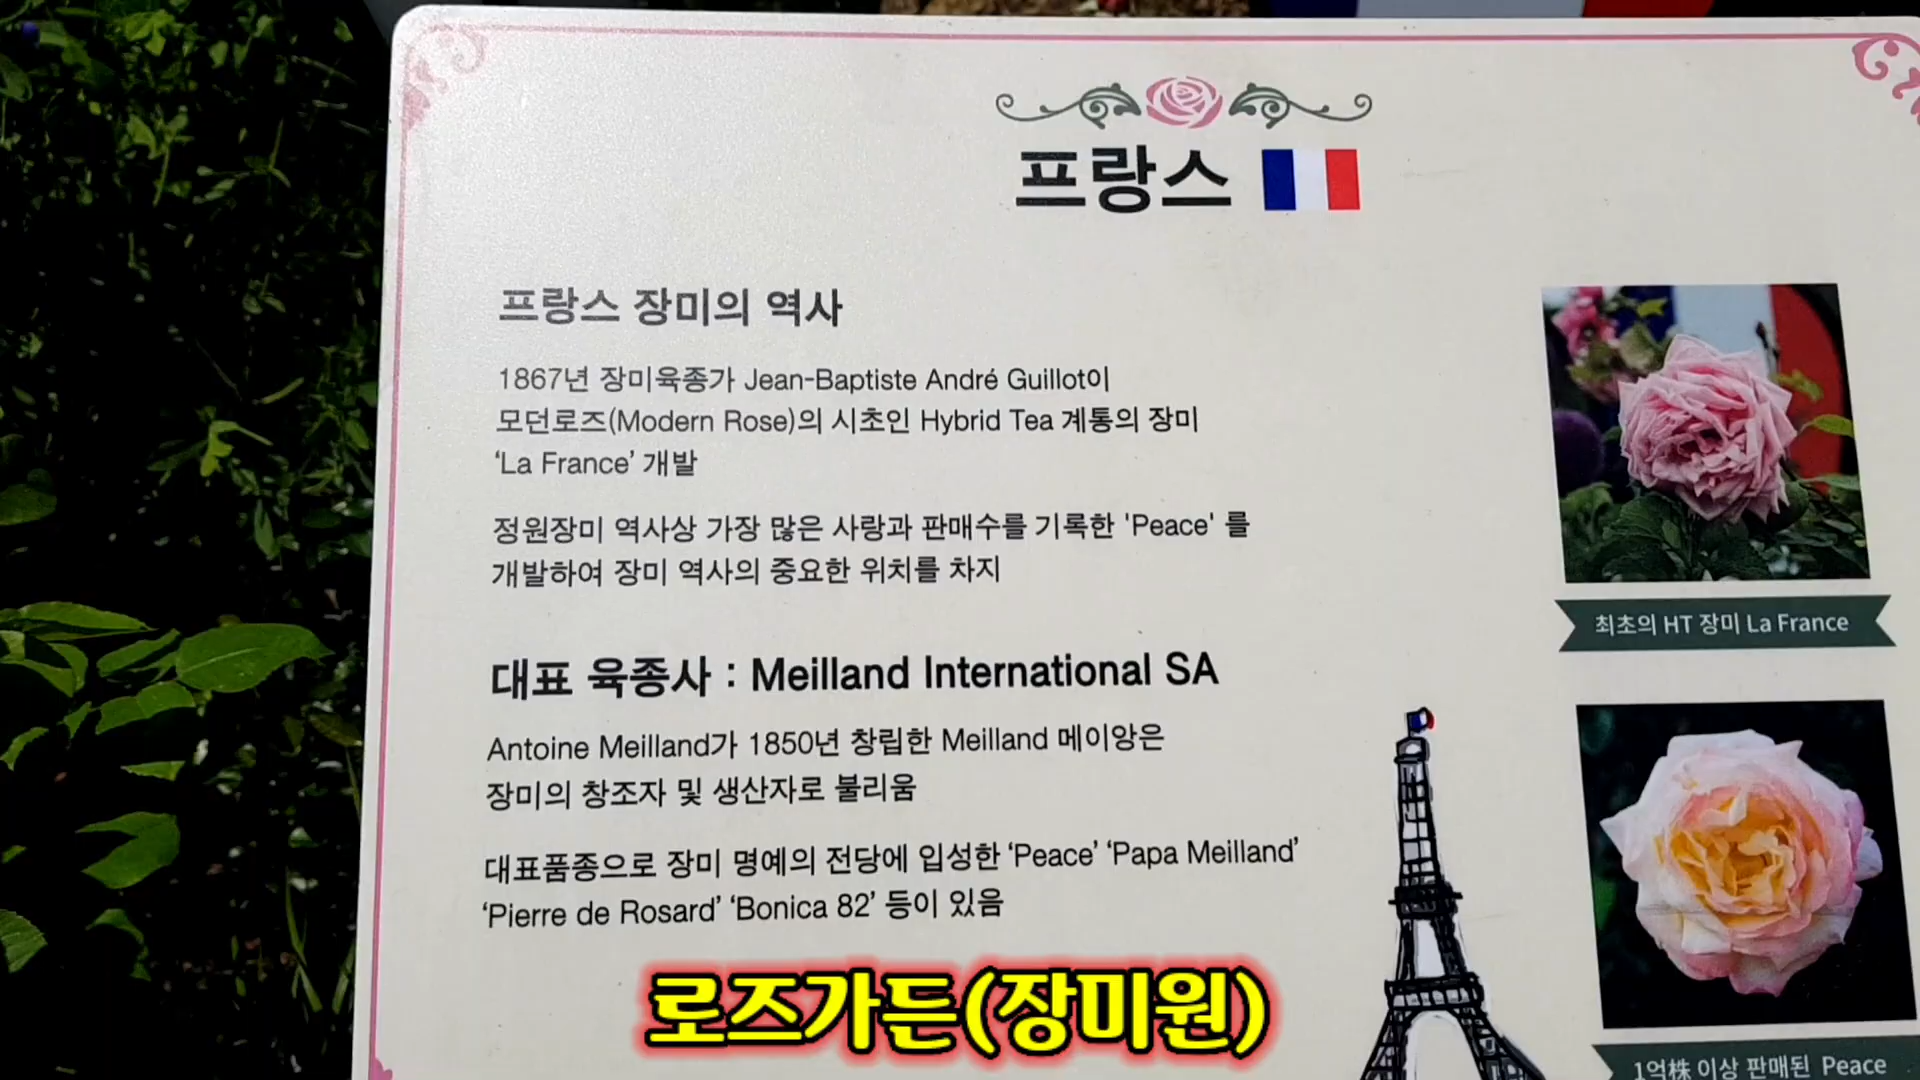 프랑스
프랑스 장미의 역사
1867년 장미육종가 Jean-Baptiste André Guillot이
모던로즈(Modern Rose)의 시초인 Hybrid Tea 계통의 장미
‘La France’ 개발
정원장미 역사상 가장 많은 사랑과 판매수를 기록한 'Peace' 를
개발하여 장미 역사의 중요한 위치를 차지
최초의 HT 장미 La France
대표 육종사 : Meilland International SA
Antoine Meilland가 1850년 창립한 Meilland 메이앙은
장미의 창조자 및 생산자로 불리움
대표품종으로 장미 명예의 전당에 입성한 ‘Peace’ ‘Papa Meilland’
‘Pierre de Rosard’ ‘Bonica 82’ 등이 있음
1억株 이상 판매된 Peace
로즈가든(장미원)